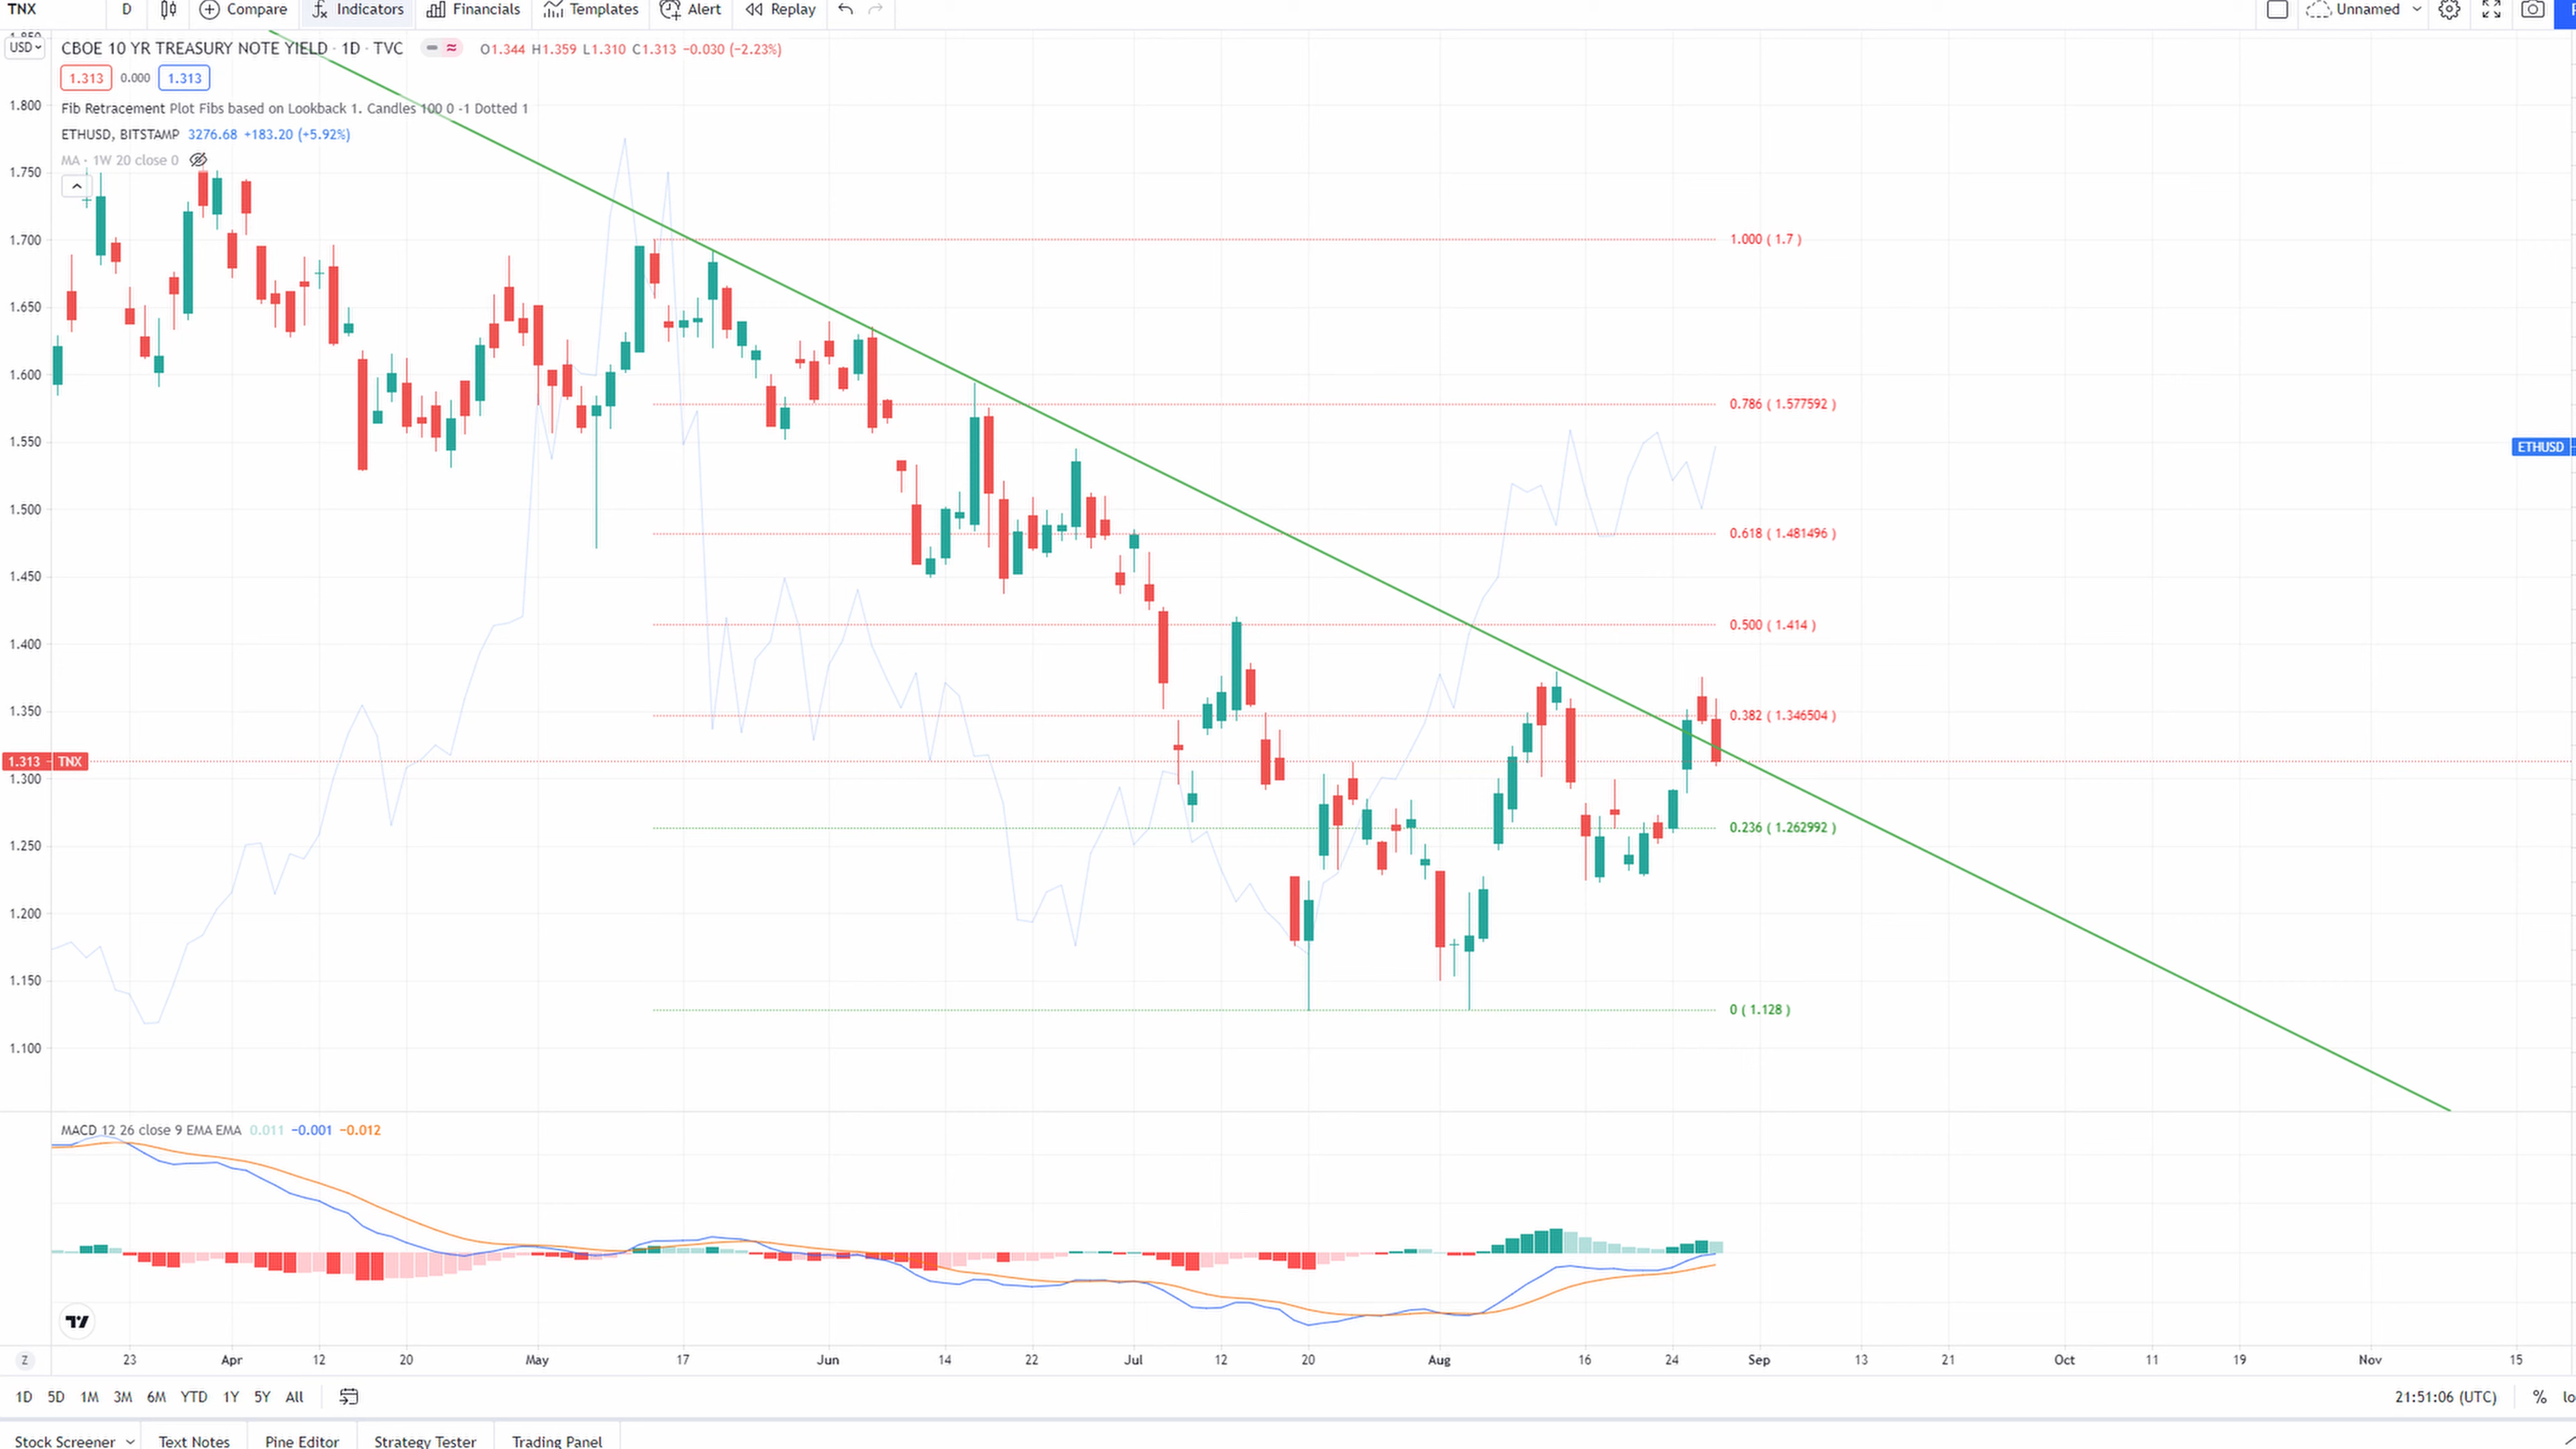 TNX D Compare Indicators Financials Templates Alert Replay Unnamed
USD CBOE 10 YR TREASURY NOTE YIELD · 1D · TVC O1.344 H1.359 L1.310 C1.313 −0.030 (−2.23%)
1.313 0.000 1.313
Fib Retracement Plot Fibs based on Lookback 1. Candles 100 0 -1 Dotted 1
ETHUSD, BITSTAMP 3276.68 +183.20 (+5.92%)
MA · 1W 20 close 0
1.850
1.800
1.750
1.700
1.650
1.600
1.550
1.500
1.450
1.400
1.350
1.313 TNX
1.300
1.250
1.200
1.150
1.100
1.000 ( 1.7 )
0.786 ( 1.577592 )
ETHUSD
0.618 ( 1.481496 )
0.500 ( 1.414 )
0.382 ( 1.346504 )
0.236 ( 1.262992 )
0 ( 1.128 )
MACD 12 26 close 9 EMA EMA 0.011 −0.001 −0.012
Z 23 Apr 12 20 May 17 Jun 14 22 Jul 12 20 Aug 16 24 Sep 13 21 Oct 11 19 Nov 15
1D 5D 1M 3M 6M YTD 1Y 5Y All 21:51:06 (UTC) %
Stock Screener Text Notes Pine Editor Strategy Tester Trading Panel